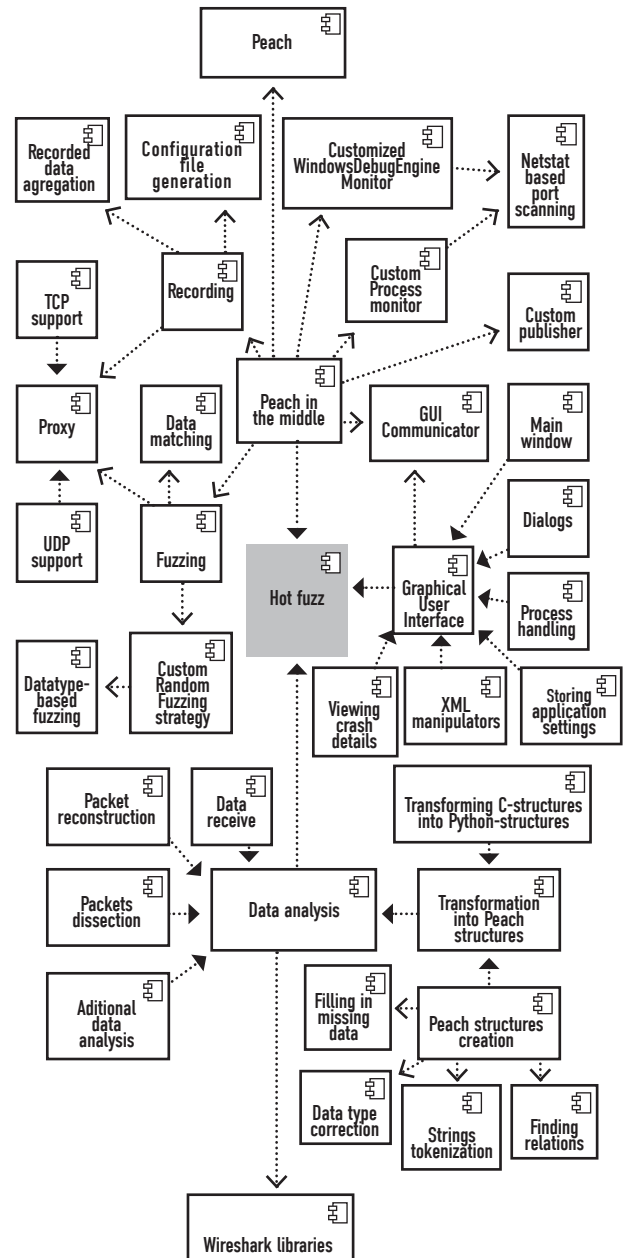 Peach
Recorded
data
agregation
Configuration
file
generation
Customized
WindowsDebugEngine
Monitor
Netstat
based
port
scanning
TCP
support
Recording
Custom
Process
monitor
Custom
publisher
Proxy
Data
matching
Peach in
the middle
GUI
Communicator
Main
window
UDP
support
Fuzzing
Hot fuzz
Graphical
User
Interface
Dialogs
Process
handling
Datatype-
based
fuzzing
Custom
Random
Fuzzing
strategy
Viewing
crash
details
XML
manipulators
Storing
application
settings
Packet
reconstruction
Data
receive
Transforming C-structures
into Python-structures
Packets
dissection
Data analysis
Transformation
into Peach
structures
Aditional
data
analysis
Filling in
missing
data
Peach structures
creation
Data type
correction
Strings
tokenization
Finding
relations
Wireshark libraries